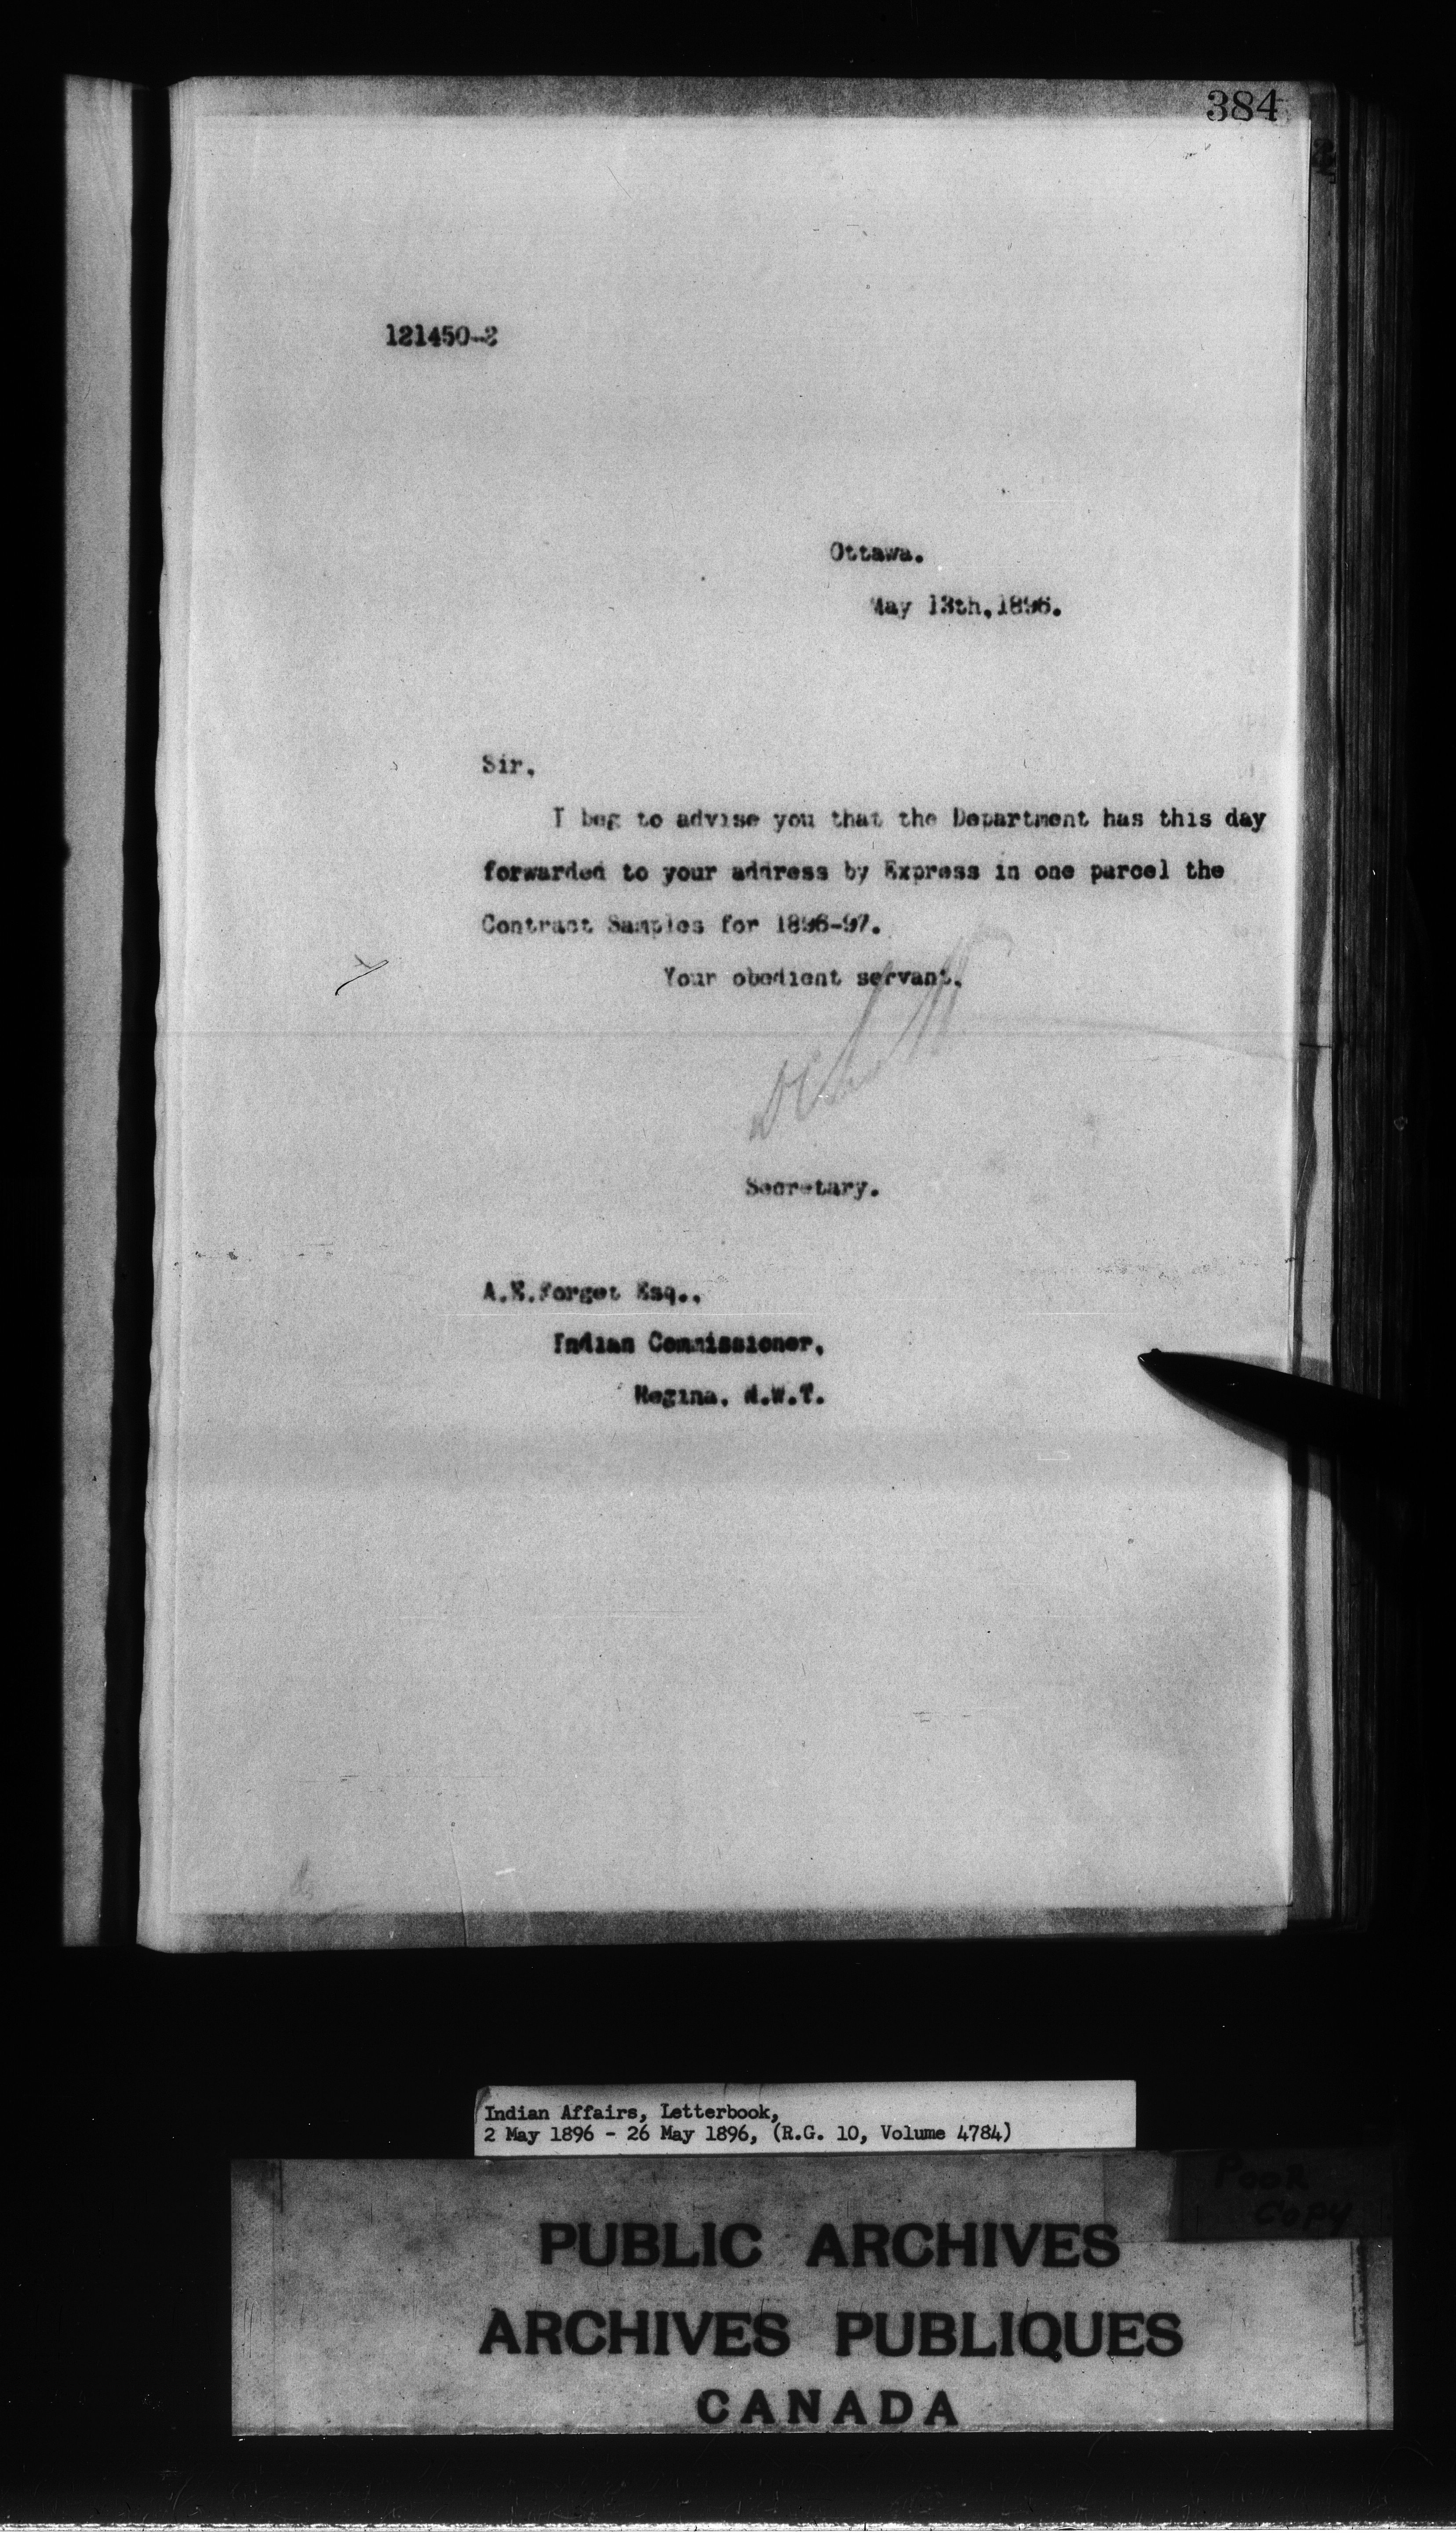 384
121450-2
Ottawa.
May 13th, 1896.
Sir,
I beg to advise you that the Department has this day
forwarded to your address by Express in one parcel the
Contract Samples for 1896-97.
Your obedient servant,
Secretary.
A.E.Forget Esq.,
Indian Commissioner,
Regina, N.W.T.
Indian Affairs, Letterbook,
2 May 1896 - 26 May 1896, (R.G. 10, Volume 4784)
POOR
COPY
PUBLIC ARCHIVES
ARCHIVES PUBLIQUES
CANADA